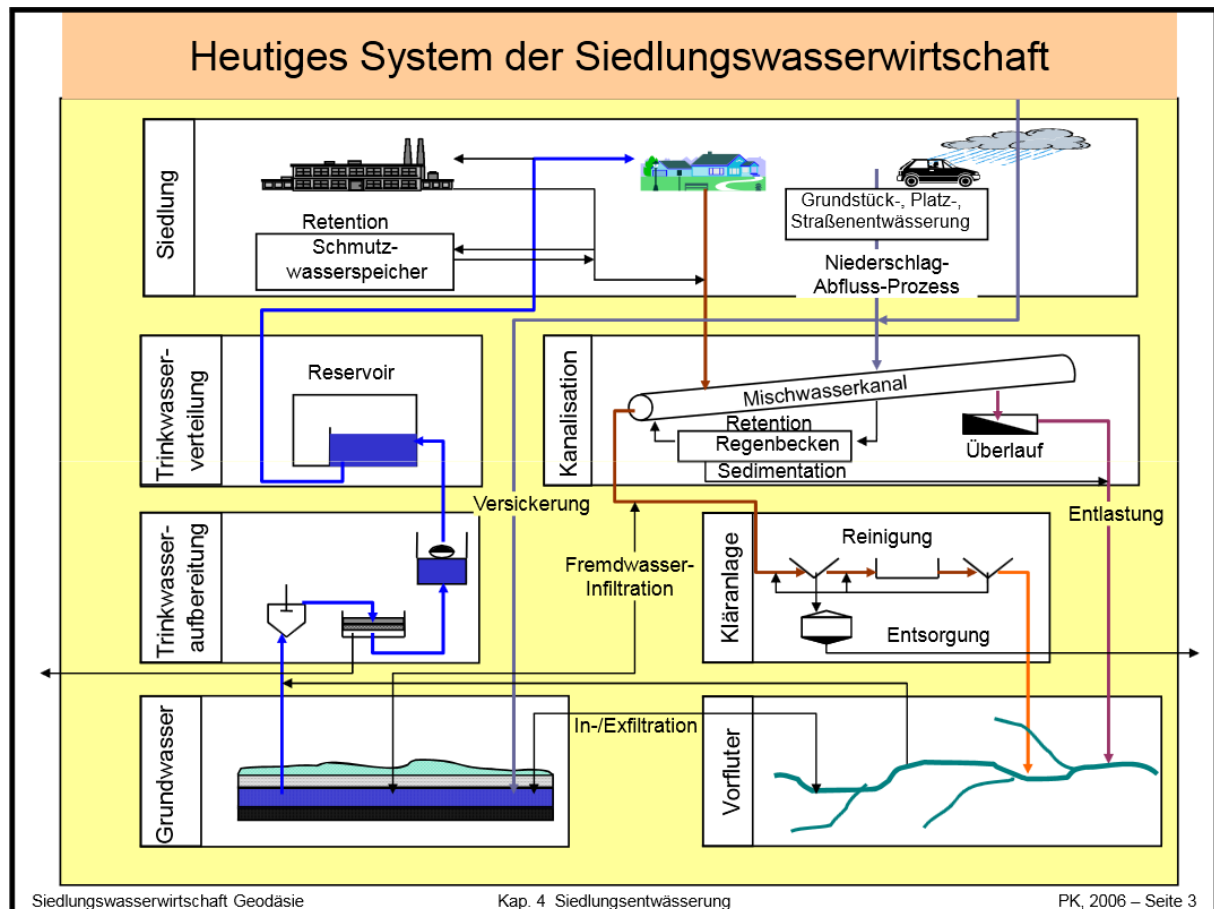 Heutiges System der Siedlungswasserwirtschaft
Siedlung
Retention
Schmutz-
wasserspeicher
Grundstück-, Platz-,
Straßenentwässerung
Niederschlag-
Abfluss-Prozess
Trinkwasser-
verteilung
Reservoir
Kanalisation
Mischwasserkanal
Retention
Regenbecken
Sedimentation
Überlauf
Versickerung
Entlastung
Trinkwasser-
aufbereitung
Fremdwasser-
Infiltration
Kläranlage
Reinigung
Entsorgung
Grundwasser
In-/Exfiltration
Vorfluter
Siedlungswasserwirtschaft Geodäsie
Kap. 4 Siedlungsentwässerung
PK, 2006 – Seite 3